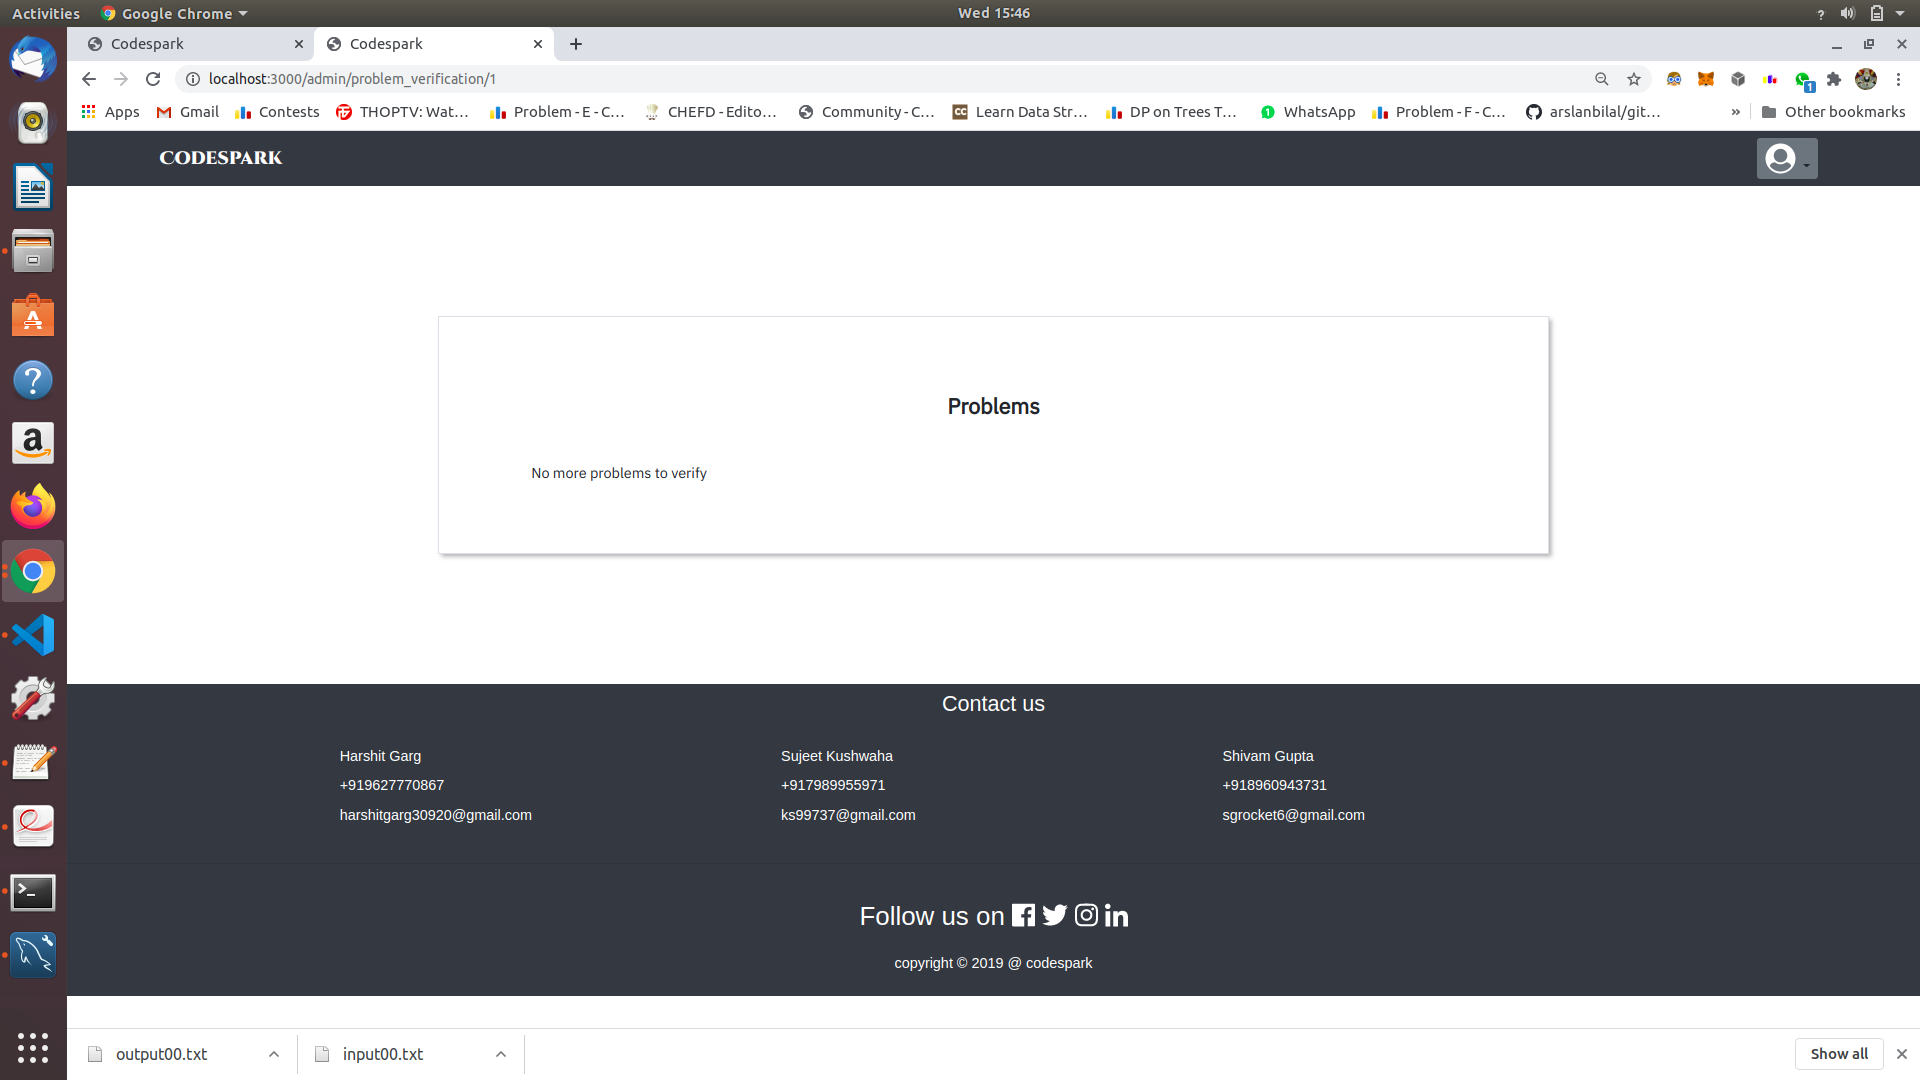 Activities Google Chrome Wed 15:46
Codespark Codespark
localhost:3000/admin/problem_verification/1
Apps Gmail Contests THOPTV: Wat… Problem - E - C… CHEFD - Edito… Community - C… Learn Data Str… DP on Trees T… WhatsApp Problem - F - C… arslanbilal/git… » Other bookmarks
CODESPARK
Problems
No more problems to verify
Contact us
Harshit Garg
+919627770867
harshitgarg30920@gmail.com
Sujeet Kushwaha
+917989955971
ks99737@gmail.com
Shivam Gupta
+918960943731
sgrocket6@gmail.com
Follow us on
copyright © 2019 @ codespark
output00.txt input00.txt Show all